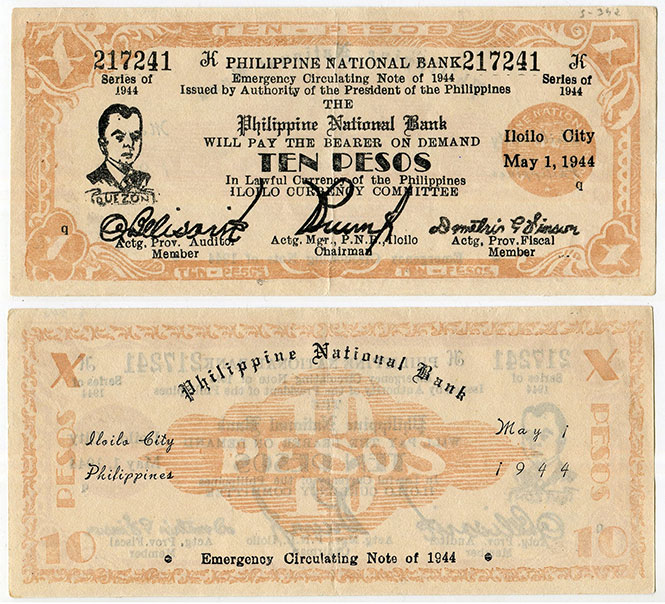 5-342
TEN-PESOS
217241 K PHILIPPINE NATIONAL BANK 217241 K
Series of 1944
Emergency Circulating Note of 1944
Series of 1944
Issued by Authority of the President of the Philippines
THE
Philippine National Bank
WILL PAY THE BEARER ON DEMAND
Iloilo City
TEN PESOS
May 1, 1944
In Lawful Currency of the Philippines
QUEZON
ILOILO CURRENCY COMMITTEE
q
q
Actg. Prov. Auditor
Actg. Mgr., P.N.B., Iloilo
Actg, Prov.Fiscal
Member
Chairman
Member
TEN-PESOS
TEN-PESOS
X X
Philippine National Bank
PESOS
PESOS
Iloilo City
May 1
Philippines
1944
10
PESOS
10
10
Emergency Circulating Note of 1944